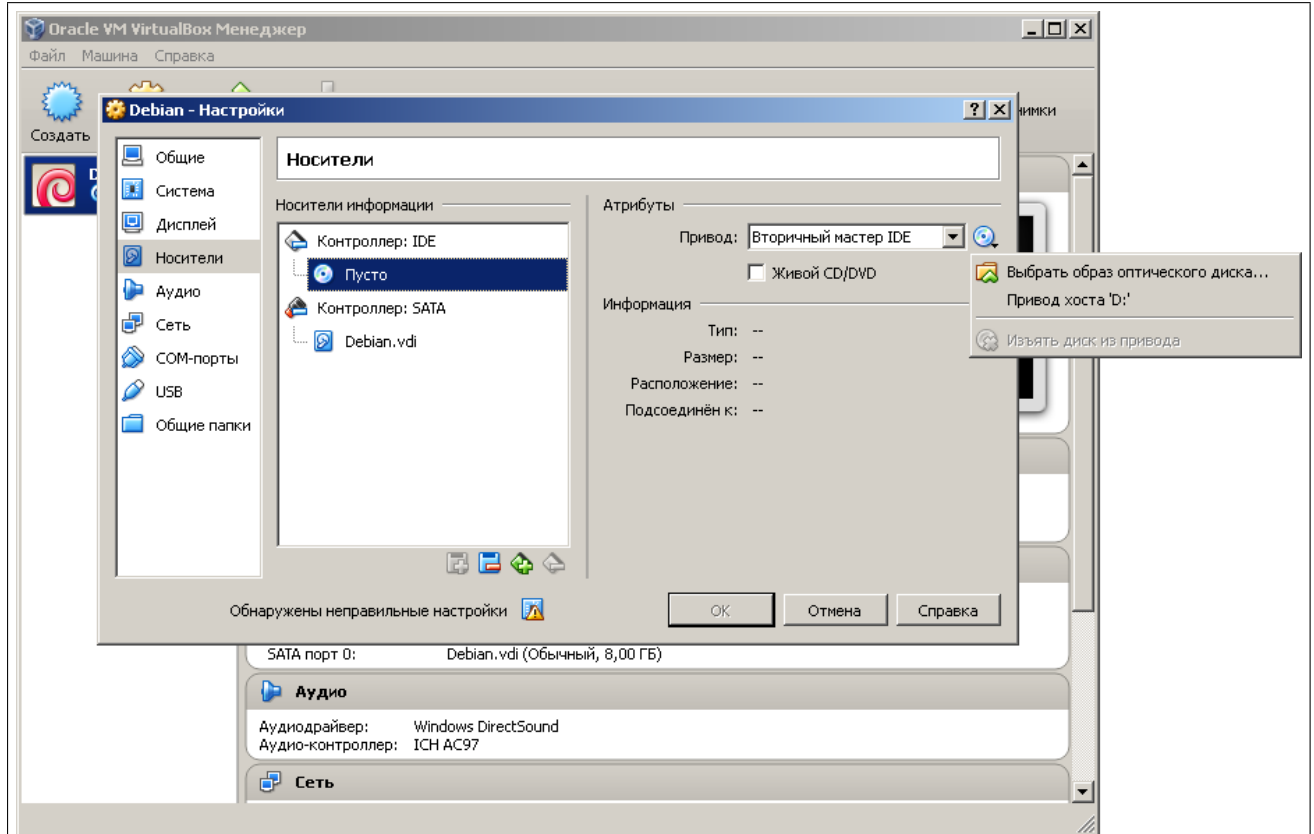 Oracle VM VirtualBox Менеджер
Файл Машина Справка
Создать
Debian - Настройки
Общие
Система
Дисплей
Носители
Аудио
Сеть
COM-порты
USB
Общие папки
Носители
Носители информации
Контроллер: IDE
Пусто
Контроллер: SATA
Debian.vdi
Атрибуты
Привод: Вторичный мастер IDE
Живой CD/DVD
Информация
Тип: --
Размер: --
Расположение: --
Подсоединён к: --
Выбрать образ оптического диска...
Привод хоста 'D:'
Изъять диск из привода
Обнаружены неправильные настройки
OK Отмена Справка
SATA порт 0: Debian.vdi (Обычный, 8,00 ГБ)
Аудио
Аудиодрайвер: Windows DirectSound
Аудио-контроллер: ICH AC97
Сеть